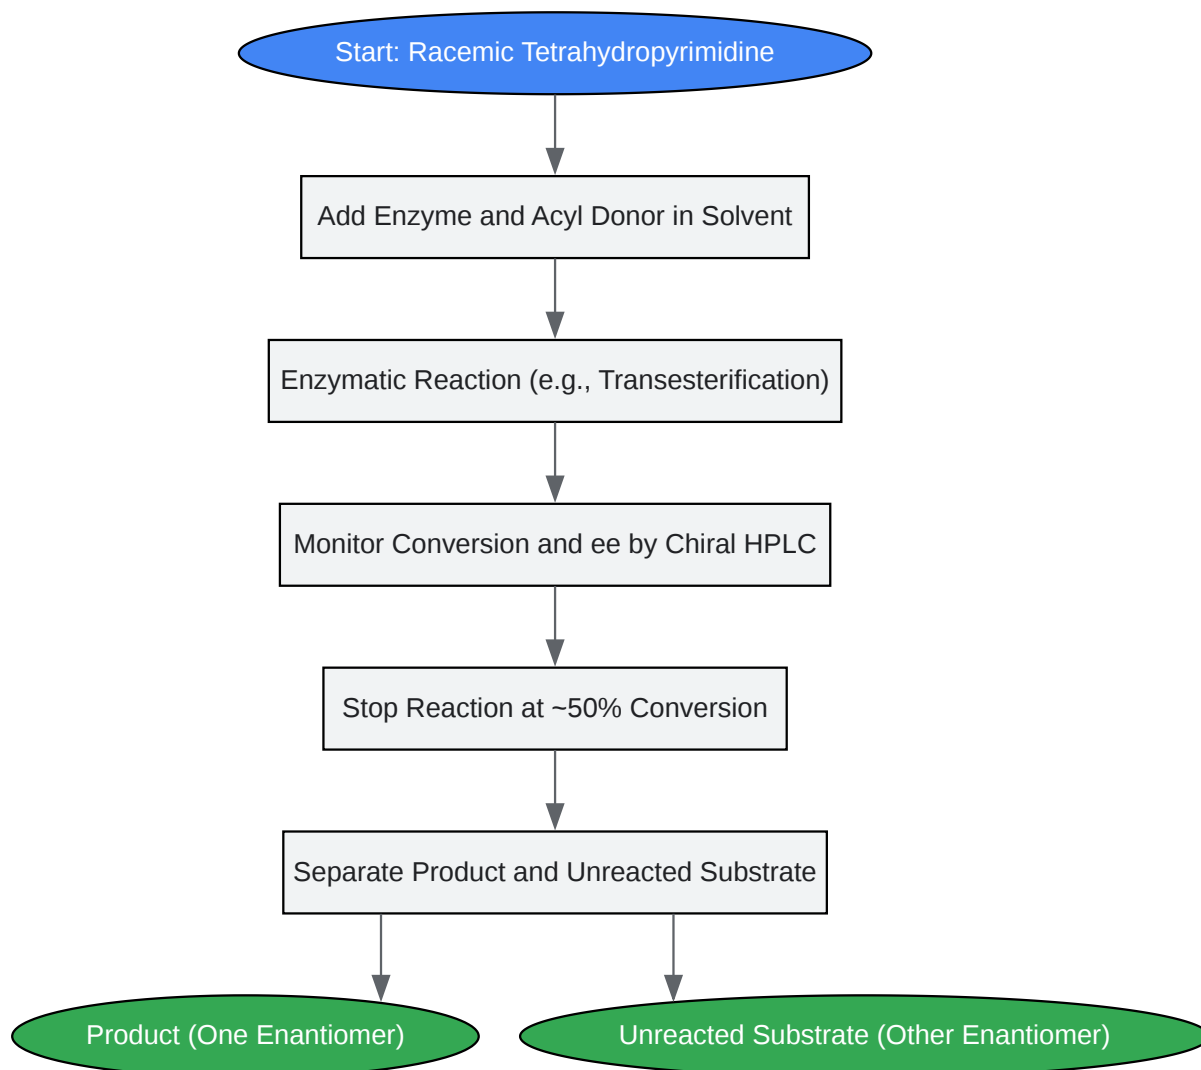 Start: Racemic Tetrahydropyrimidine
Add Enzyme and Acyl Donor in Solvent
Enzymatic Reaction (e.g., Transesterification)
Monitor Conversion and ee by Chiral HPLC
Stop Reaction at ~50% Conversion
Separate Product and Unreacted Substrate
Product (One Enantiomer)
Unreacted Substrate (Other Enantiomer)